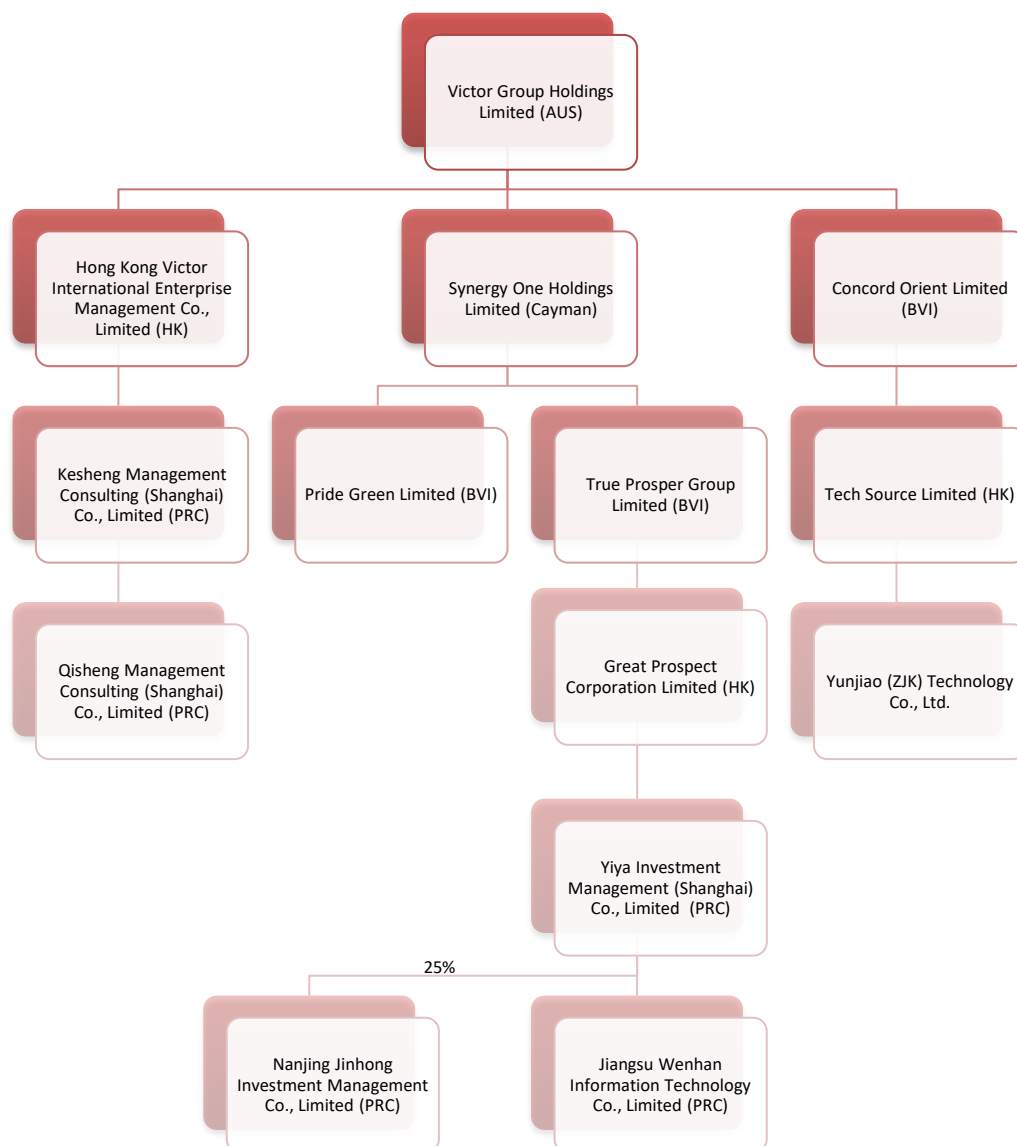 Victor Group Holdings
Limited (AUS)
Hong Kong Victor
International Enterprise
Management Co.,
Limited (HK)
Synergy One Holdings
Limited (Cayman)
Concord Orient Limited
(BVI)
Kesheng Management
Consulting (Shanghai)
Co., Limited (PRC)
Pride Green Limited (BVI)
True Prosper Group
Limited (BVI)
Tech Source Limited (HK)
Qisheng Management
Consulting (Shanghai)
Co., Limited (PRC)
Great Prospect
Corporation Limited (HK)
Yunjiao (ZJK) Technology
Co., Ltd.
Yiya Investment
Management (Shanghai)
Co., Limited (PRC)
25%
Nanjing Jinhong
Investment Management
Co., Limited (PRC)
Jiangsu Wenhan
Information Technology
Co., Limited (PRC)